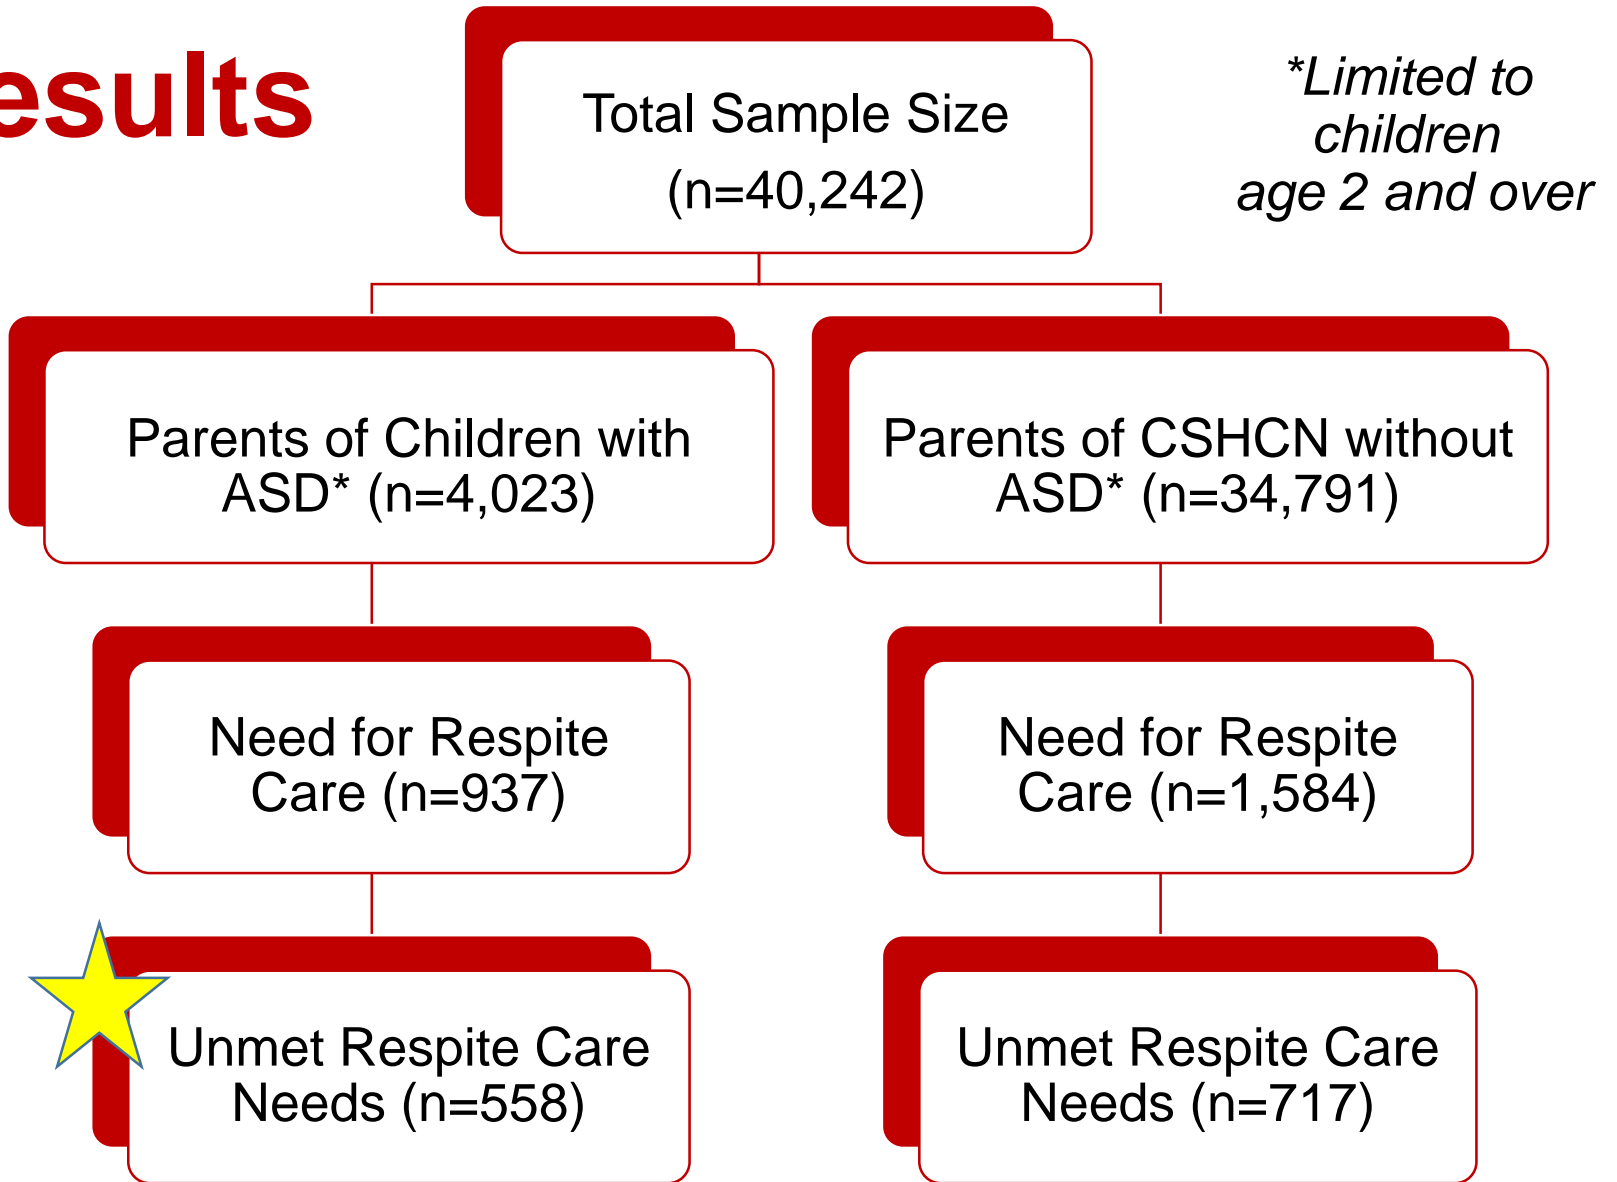 esults
Total Sample Size
(n=40,242)
*Limited to
children
age 2 and over
Parents of Children with
ASD* (n=4,023)
Parents of CSHCN without
ASD* (n=34,791)
Need for Respite
Care (n=937)
Need for Respite
Care (n=1,584)
Unmet Respite Care
Needs (n=558)
Unmet Respite Care
Needs (n=717)